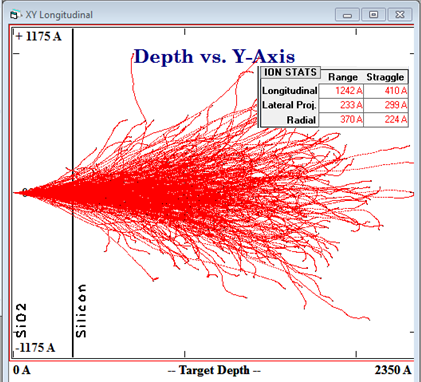 XY Longitudinal
+ 1175 A
Depth vs. Y-Axis
ION STATS Range Straggle
Longitudinal 1242 A 410 A
Lateral Proj. 233 A 299 A
Radial 370 A 224 A
SiO2
Silicon
-1175 A
0 A -- Target Depth -- 2350 A